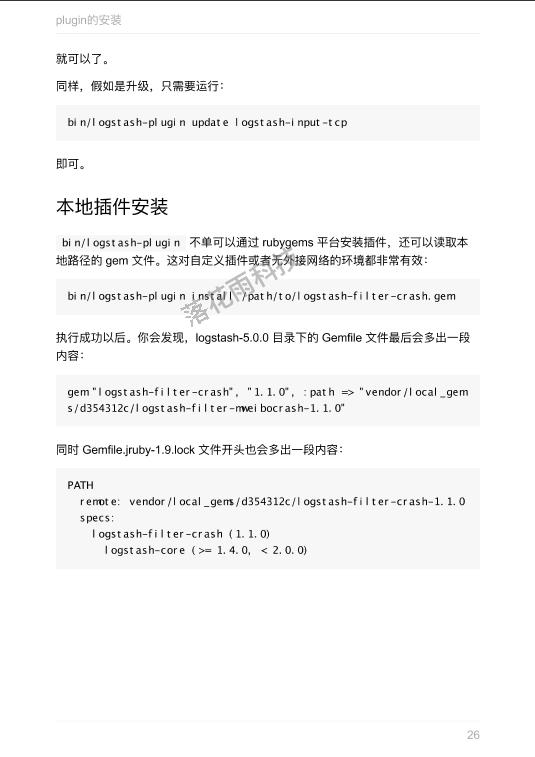 plugin的安装
就可以了。
同样，假如是升级，只需要运行：
bin/logstash-plugin update logstash-input-tcp
即可。
本地插件安装
bin/logstash-plugin 不单可以通过 rubygems 平台安装插件，还可以读取本
地路径的 gem 文件。这对自定义插件或者无外接网络的环境都非常有效：
bin/logstash-plugin install /path/to/logstash-filter-crash.gem
执行成功以后。你会发现，logstash-5.0.0 目录下的 Gemfile 文件最后会多出一段
内容：
gem "logstash-filter-crash", "1.1.0", :path => "vendor/local_gem
s/d354312c/logstash-filter-mweibocrash-1.1.0"
同时 Gemfile.jruby-1.9.lock 文件开头也会多出一段内容：
PATH
remote: vendor/local_gems/d354312c/logstash-filter-crash-1.1.0
specs:
logstash-filter-crash (1.1.0)
logstash-core (>= 1.4.0, < 2.0.0)
落花雨科技
26